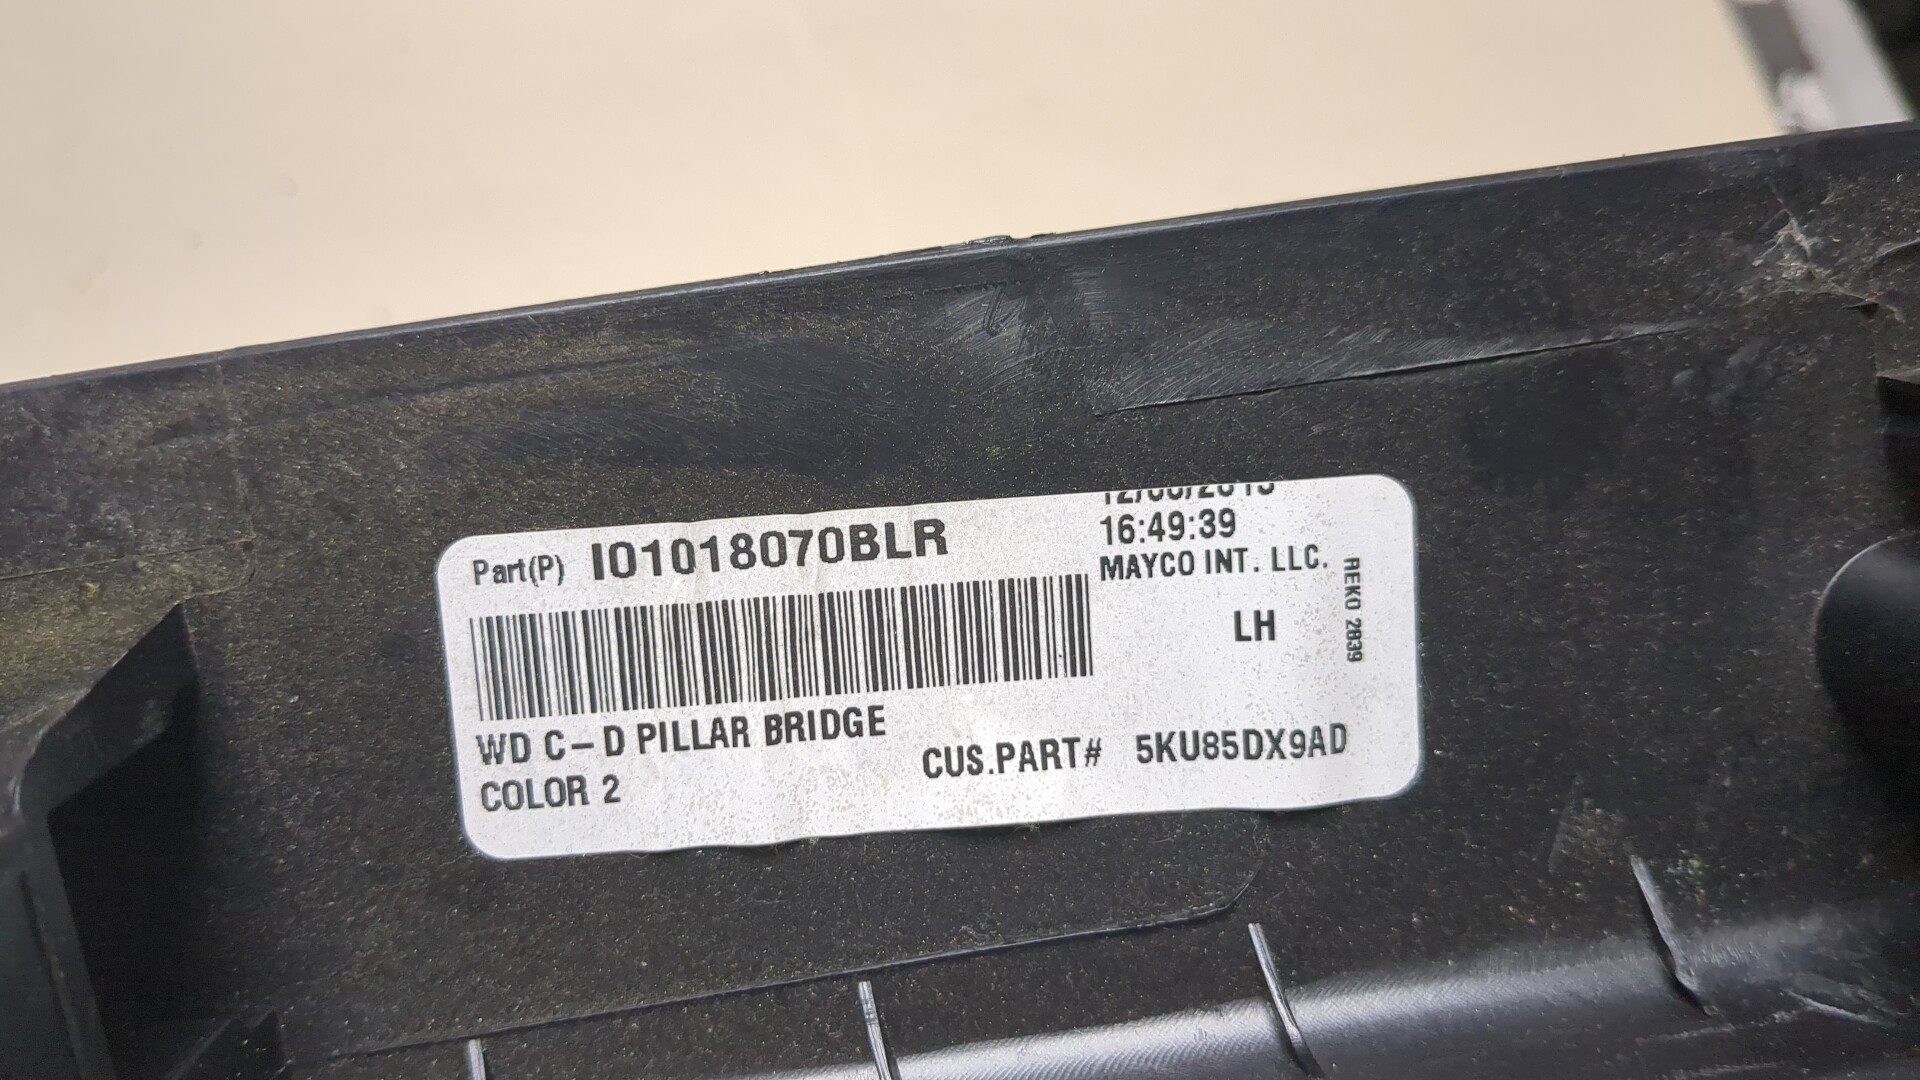 Part(P) I01018070BLR
16:49:39
MAYCO INT. LLC.
LH
REKO 2839
WD C-D PILLAR BRIDGE
COLOR 2
CUS.PART# 5KU85DX9AD